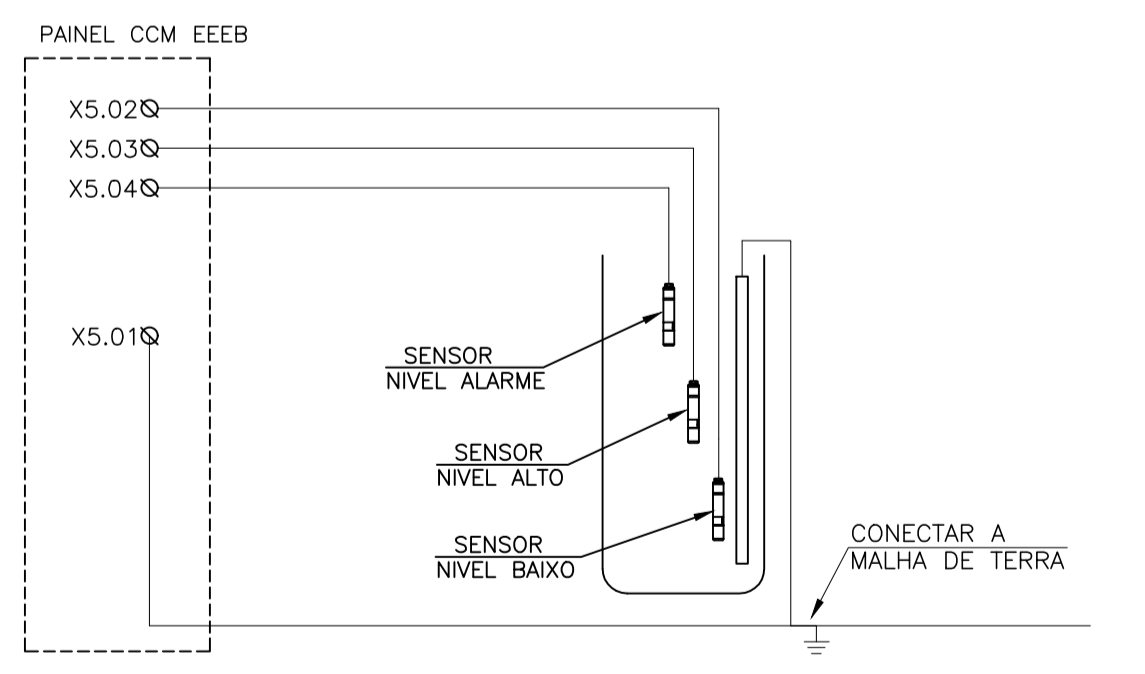 PAINEL CCM EEEB
X5.02
X5.03
X5.04
X5.01
SENSOR
NIVEL ALARME
SENSOR
NIVEL ALTO
SENSOR
NIVEL BAIXO
CONECTAR A
MALHA DE TERRA